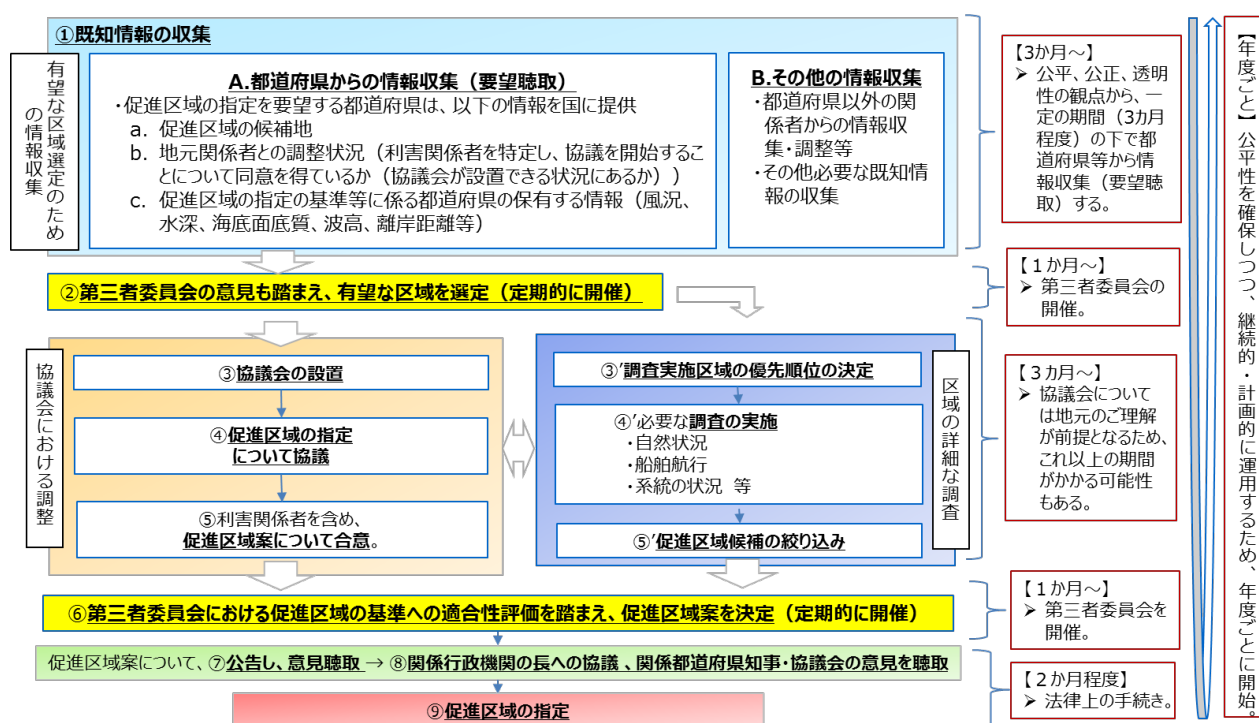 ①既知情報の収集
有望な区域選定のため
の情報収集
A.都道府県からの情報収集（要望聴取）
・促進区域の指定を要望する都道府県は、以下の情報を国に提供
a. 促進区域の候補地
b. 地元関係者との調整状況（利害関係者を特定し、協議を開始するこ
とについて同意を得ているか（協議会が設置できる状況にあるか））
c. 促進区域の指定の基準等に係る都道府県の保有する情報（風況、
水深、海底面底質、波高、離岸距離等）
B.その他の情報収集
・都道府県以外の関
係者からの情報収
集・調整等
・その他必要な既知情
報の収集
【3か月～】
➢ 公平、公正、透明
性の観点から、一
定の期間（3カ月
程度）の下で都
道府県等から情
報収集（要望聴
取）する。
②第三者委員会の意見も踏まえ、有望な区域を選定（定期的に開催）
【１か月～】
➢ 第三者委員会の
開催。
協議会における調整
③協議会の設置
④促進区域の指定
について協議
⑤利害関係者を含め、
促進区域案について合意。
③’調査実施区域の優先順位の決定
④’必要な調査の実施
・自然状況
・船舶航行
・系統の状況 等
⑤’促進区域候補の絞り込み
区域の詳細な調査
【３カ月～】
➢ 協議会について
は地元のご理解
が前提となるため、
これ以上の期間
がかかる可能性
もある。
⑥第三者委員会における促進区域の基準への適合性評価を踏まえ、促進区域案を決定（定期的に開催）
【１か月～】
➢ 第三者委員会を
開催。
促進区域案について、⑦公告し、意見聴取 → ⑧関係行政機関の長への協議 、関係都道府県知事・協議会の意見を聴取
【２か月程度】
➢ 法律上の手続き。
⑨促進区域の指定
【年度ごと】公平性を確保しつつ、継続的・計画的に運用するため、年度ごとに開始。